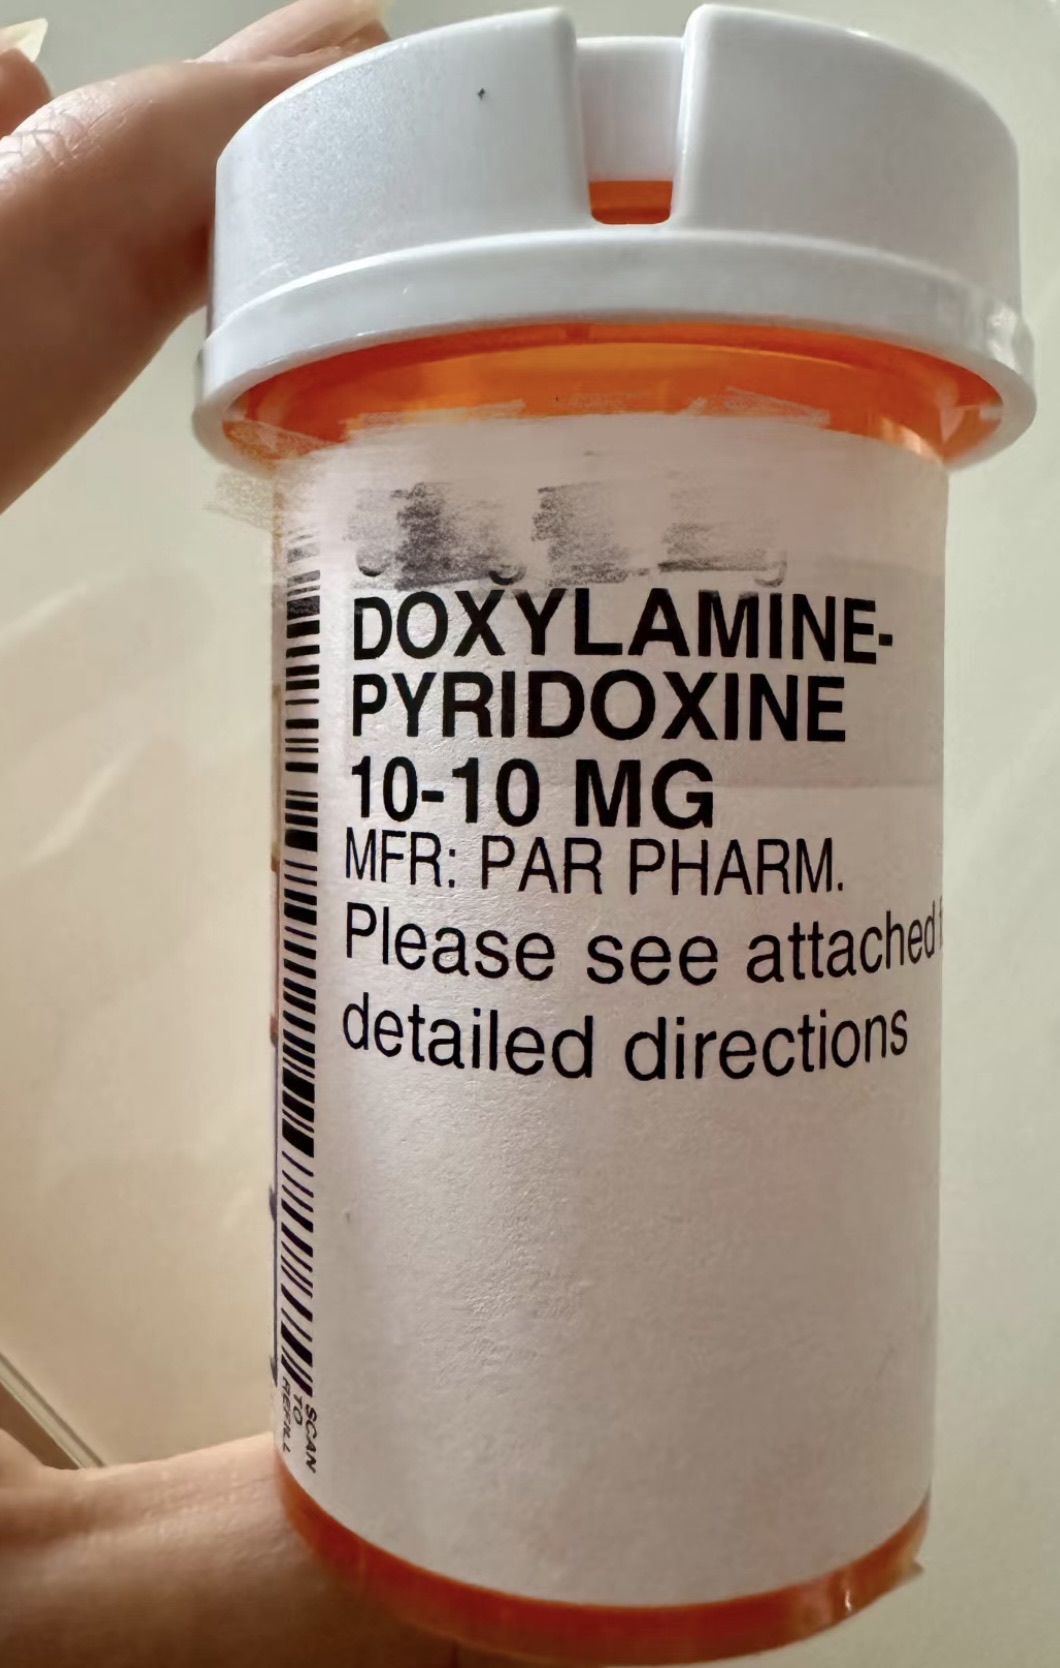 DOXYLAMINE-
PYRIDOXINE
10-10 MG
MFR: PAR PHARM.
Please see attached
detailed directions
SCAN
TO
REFILL